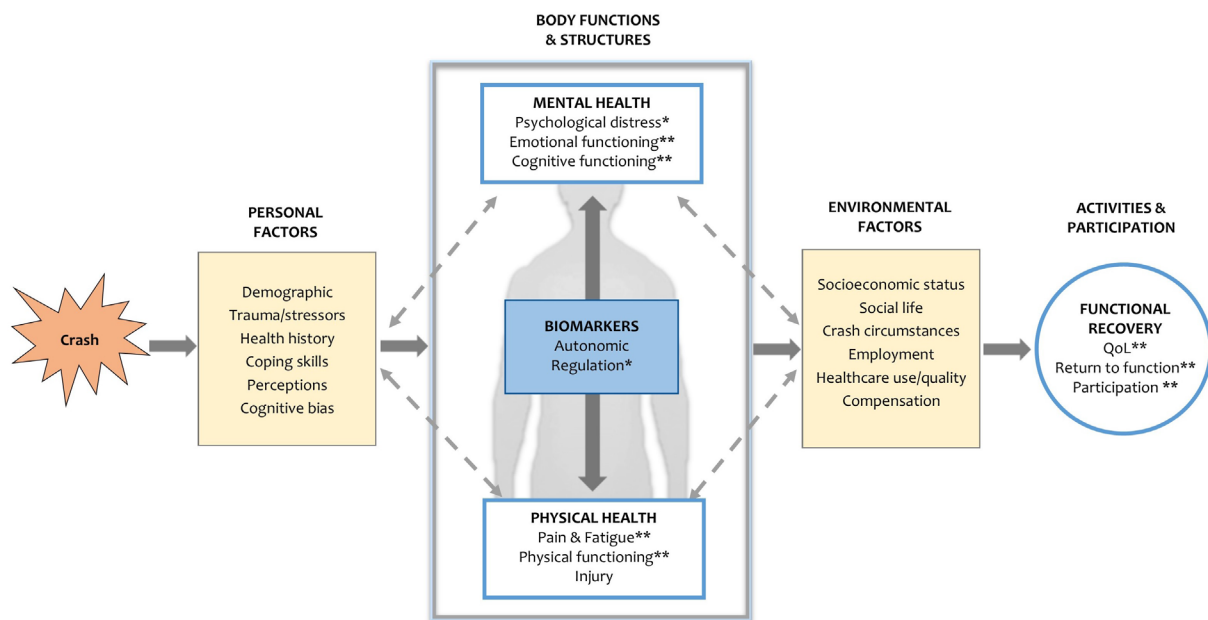 BODY FUNCTIONS
& STRUCTURES
MENTAL HEALTH
Psychological distress*
Emotional functioning**
Cognitive functioning**
PERSONAL
FACTORS
Demographic
Trauma/stressors
Health history
Coping skills
Perceptions
Cognitive bias
Crash
BIOMARKERS
Autonomic
Regulation*
PHYSICAL HEALTH
Pain & Fatigue**
Physical functioning**
Injury
ENVIRONMENTAL
FACTORS
Socioeconomic status
Social life
Crash circumstances
Employment
Healthcare use/quality
Compensation
ACTIVITIES &
PARTICIPATION
FUNCTIONAL
RECOVERY
QoL**
Return to function**
Participation **